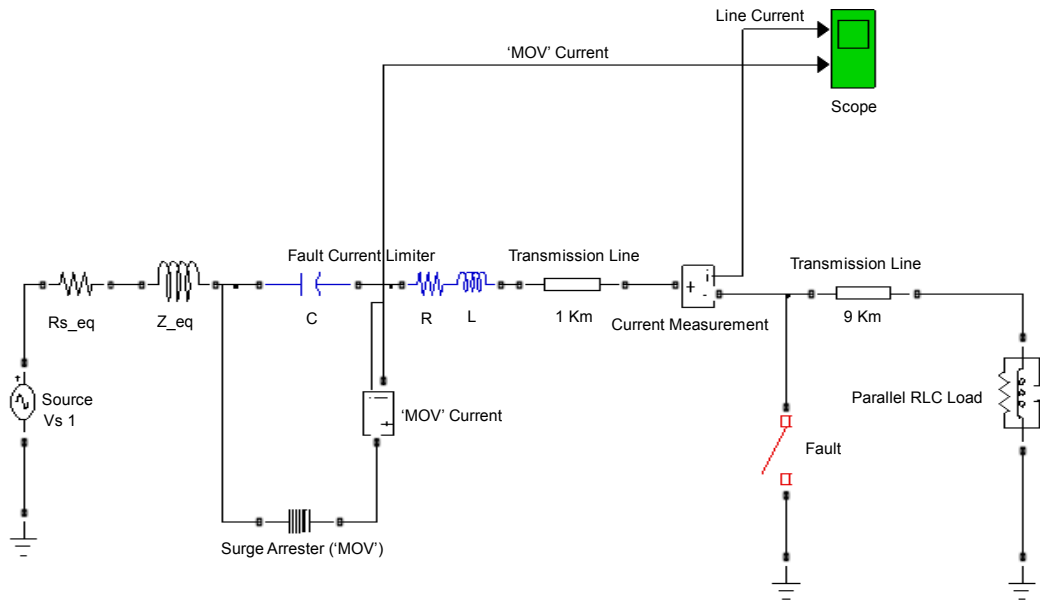 Line Current
‘MOV’ Current
Scope
Fault Current Limiter
Transmission Line
Transmission Line
Rs_eq
Z_eq
C
R
L
1 Km
i
+
-
Current Measurement
9 Km
+
Source
Vs 1
‘MOV’ Current
+
Parallel RLC Load
Fault
Surge Arrester (‘MOV’)